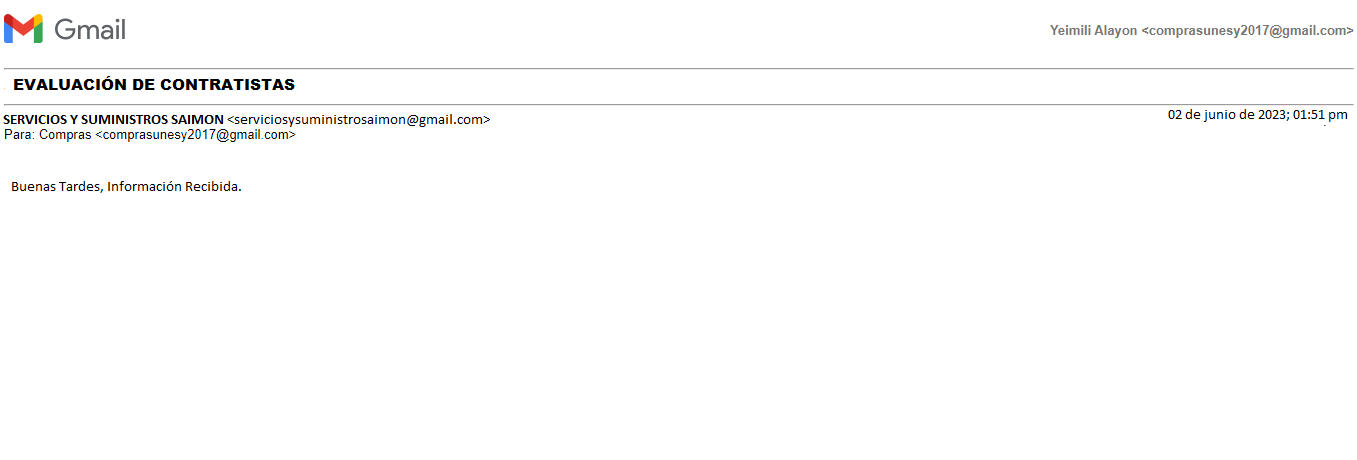 Gmail
Yeimili Alayon <comprasunesy2017@gmail.com>
EVALUACIÓN DE CONTRATISTAS
SERVICIOS Y SUMINISTROS SAIMON <serviciosysuministrosaimon@gmail.com>
02 de junio de 2023; 01:51 pm
Para: Compras <comprasunesy2017@gmail.com>
Buenas Tardes, Información Recibida.